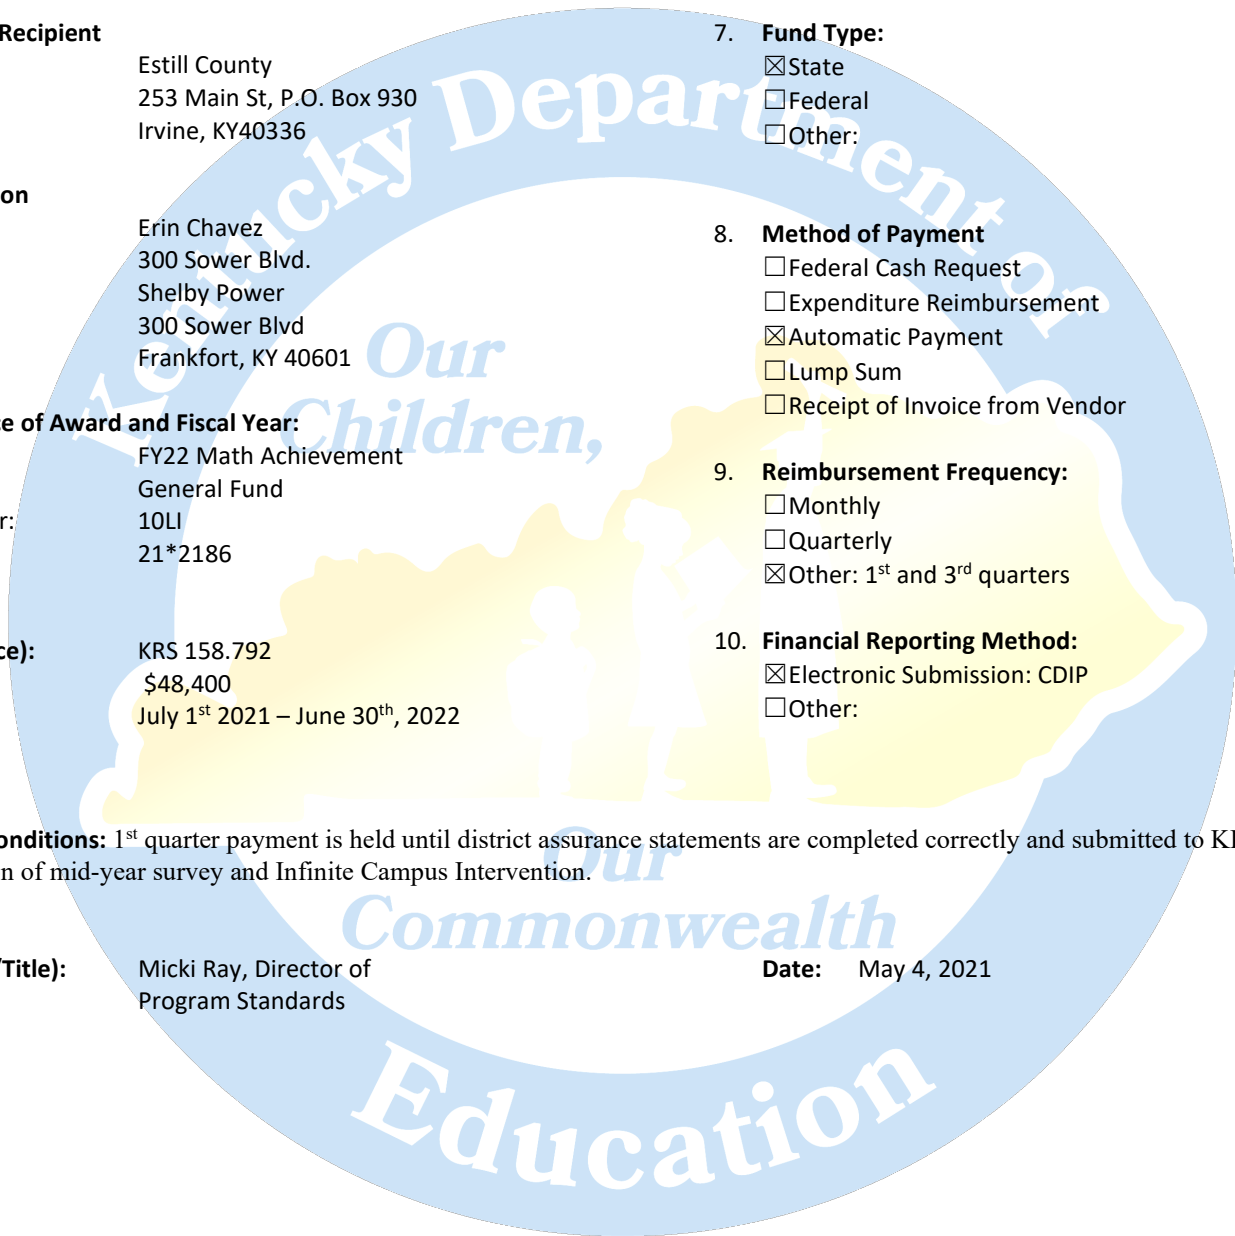 Recipient
Estill County
253 Main St, P.O. Box 930
Irvine, KY40336
on
Erin Chavez
300 Sower Blvd.
Shelby Power
300 Sower Blvd
Frankfort, KY 40601
ce of Award and Fiscal Year:
FY22 Math Achievement
General Fund
r: 10LI
21*2186
ce): KRS 158.792
$48,400
July 1st 2021 – June 30th, 2022
7. Fund Type:
☒State
☐Federal
☐Other:
8. Method of Payment
☐Federal Cash Request
☐Expenditure Reimbursement
☒Automatic Payment
☐Lump Sum
☐Receipt of Invoice from Vendor
9. Reimbursement Frequency:
☐Monthly
☐Quarterly
☒Other: 1st and 3rd quarters
10. Financial Reporting Method:
☒Electronic Submission: CDIP
☐Other:
onditions: 1st quarter payment is held until district assurance statements are completed correctly and submitted to KI
n of mid-year survey and Infinite Campus Intervention.
/Title): Micki Ray, Director of
Program Standards
Date: May 4, 2021
Kentucky Department of
Education
Our
Children,
Our
Commonwealth